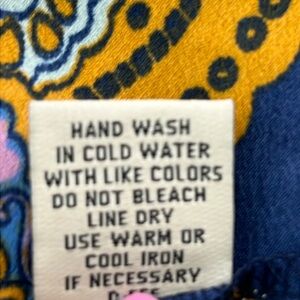 HAND WASH
IN COLD WATER
WITH LIKE COLORS
DO NOT BLEACH
LINE DRY
USE WARM OR
COOL IRON
IF NECESSARY